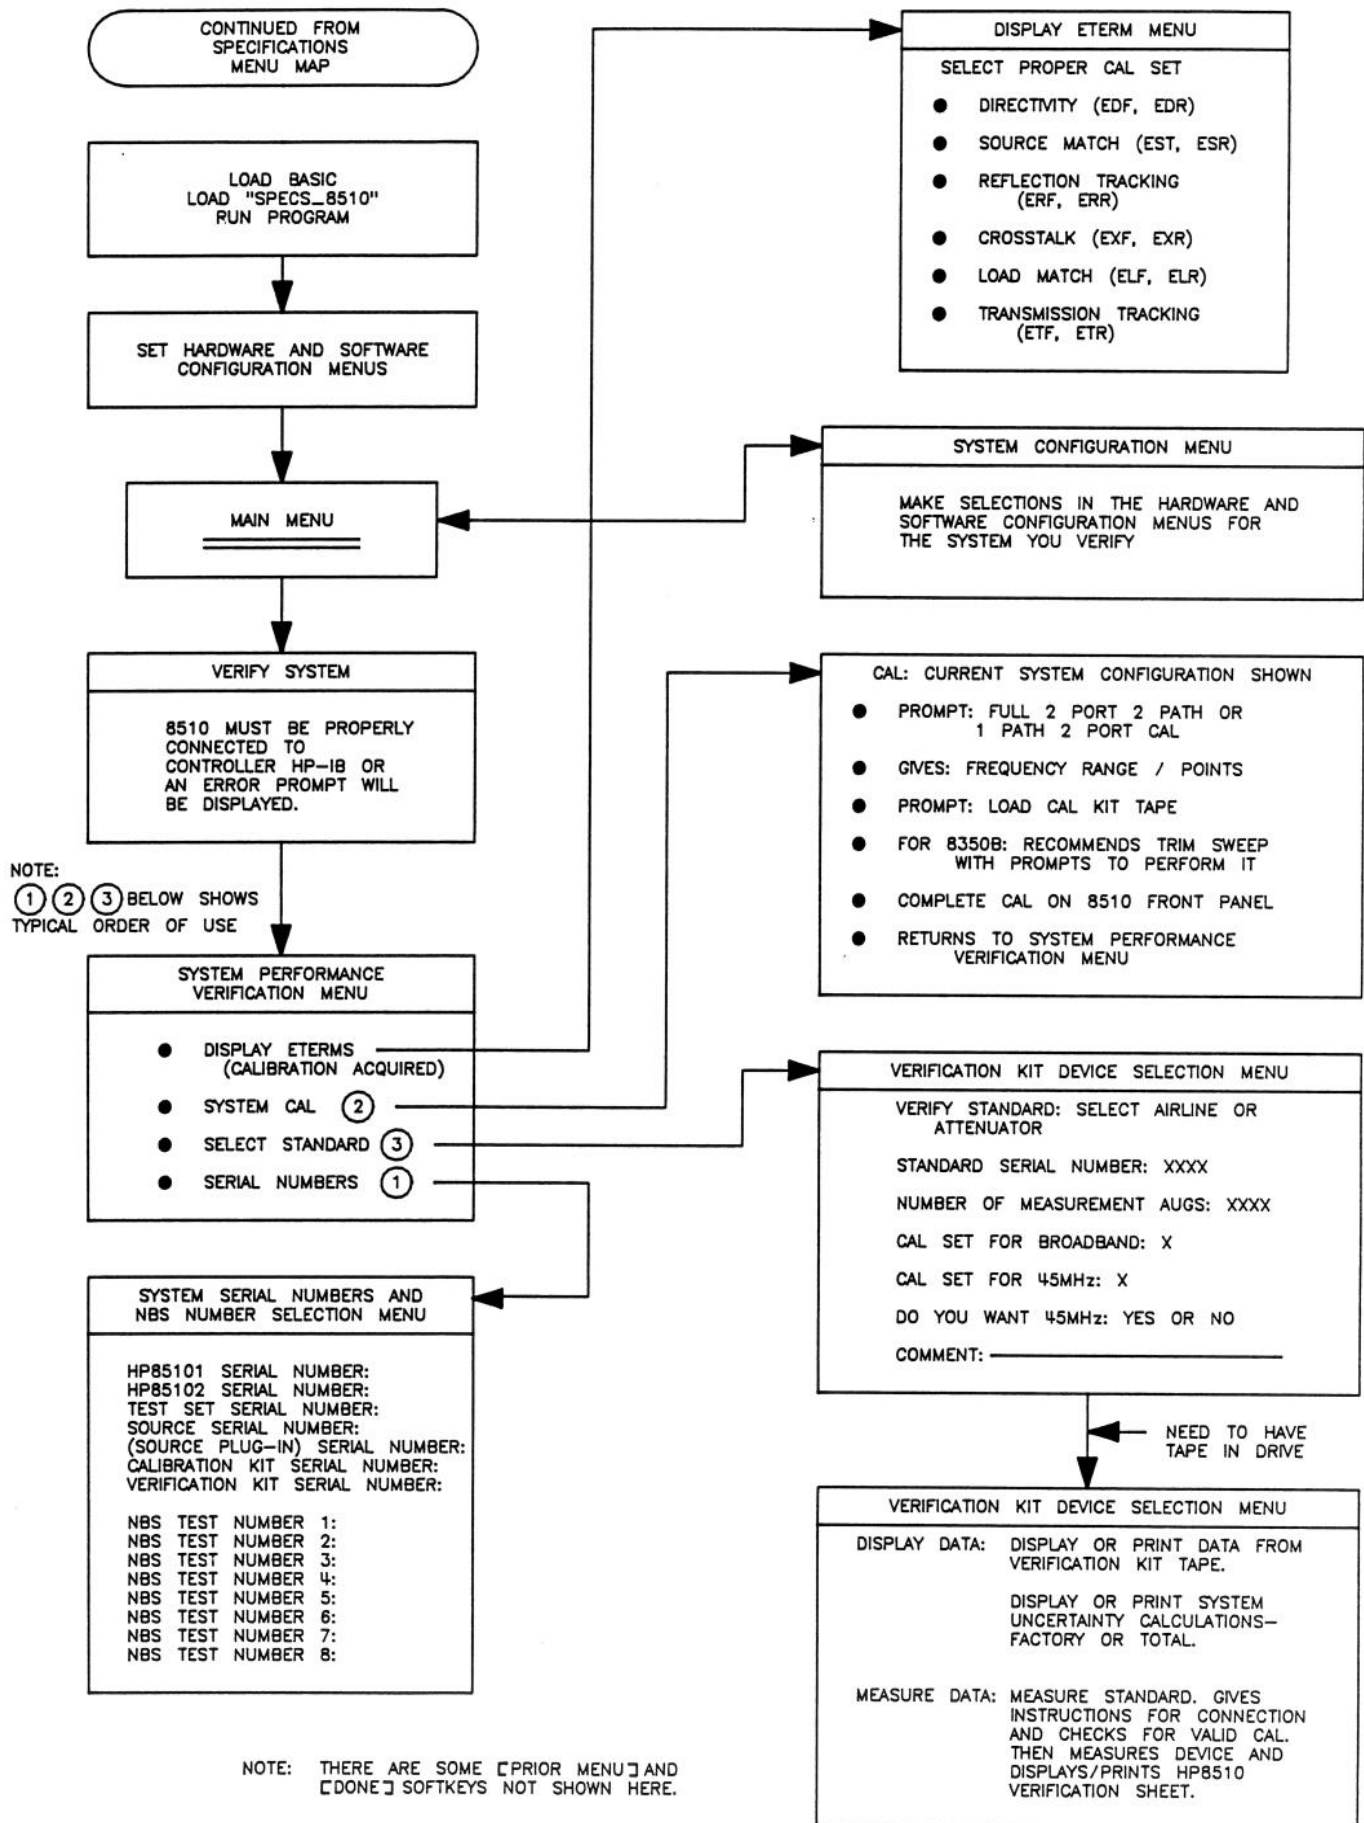 CONTINUED FROM
SPECIFICATIONS
MENU MAP
LOAD BASIC
LOAD "SPECS_8510"
RUN PROGRAM
SET HARDWARE AND SOFTWARE
CONFIGURATION MENUS
MAIN MENU
VERIFY SYSTEM
8510 MUST BE PROPERLY
CONNECTED TO
CONTROLLER HP-IB OR
AN ERROR PROMPT WILL
BE DISPLAYED.
NOTE:
1 2 3 BELOW SHOWS
TYPICAL ORDER OF USE
SYSTEM PERFORMANCE
VERIFICATION MENU
● DISPLAY ETERMS
(CALIBRATION ACQUIRED)
● SYSTEM CAL 2
● SELECT STANDARD 3
● SERIAL NUMBERS 1
SYSTEM SERIAL NUMBERS AND
NBS NUMBER SELECTION MENU
HP85101 SERIAL NUMBER:
HP85102 SERIAL NUMBER:
TEST SET SERIAL NUMBER:
SOURCE SERIAL NUMBER:
(SOURCE PLUG-IN) SERIAL NUMBER:
CALIBRATION KIT SERIAL NUMBER:
VERIFICATION KIT SERIAL NUMBER:
NBS TEST NUMBER 1:
NBS TEST NUMBER 2:
NBS TEST NUMBER 3:
NBS TEST NUMBER 4:
NBS TEST NUMBER 5:
NBS TEST NUMBER 6:
NBS TEST NUMBER 7:
NBS TEST NUMBER 8:
DISPLAY ETERM MENU
SELECT PROPER CAL SET
● DIRECTIVITY (EDF, EDR)
● SOURCE MATCH (EST, ESR)
● REFLECTION TRACKING
(ERF, ERR)
● CROSSTALK (EXF, EXR)
● LOAD MATCH (ELF, ELR)
● TRANSMISSION TRACKING
(ETF, ETR)
SYSTEM CONFIGURATION MENU
MAKE SELECTIONS IN THE HARDWARE AND
SOFTWARE CONFIGURATION MENUS FOR
THE SYSTEM YOU VERIFY
CAL: CURRENT SYSTEM CONFIGURATION SHOWN
● PROMPT: FULL 2 PORT 2 PATH OR
1 PATH 2 PORT CAL
● GIVES: FREQUENCY RANGE / POINTS
● PROMPT: LOAD CAL KIT TAPE
● FOR 8350B: RECOMMENDS TRIM SWEEP
WITH PROMPTS TO PERFORM IT
● COMPLETE CAL ON 8510 FRONT PANEL
● RETURNS TO SYSTEM PERFORMANCE
VERIFICATION MENU
VERIFICATION KIT DEVICE SELECTION MENU
VERIFY STANDARD: SELECT AIRLINE OR
ATTENUATOR
STANDARD SERIAL NUMBER: XXXX
NUMBER OF MEASUREMENT AUGS: XXXX
CAL SET FOR BROADBAND: X
CAL SET FOR 45MHz: X
DO YOU WANT 45MHz: YES OR NO
COMMENT:
NEED TO HAVE
TAPE IN DRIVE
VERIFICATION KIT DEVICE SELECTION MENU
DISPLAY DATA: DISPLAY OR PRINT DATA FROM
VERIFICATION KIT TAPE.
DISPLAY OR PRINT SYSTEM
UNCERTAINTY CALCULATIONS-
FACTORY OR TOTAL.
MEASURE DATA: MEASURE STANDARD. GIVES
INSTRUCTIONS FOR CONNECTION
AND CHECKS FOR VALID CAL.
THEN MEASURES DEVICE AND
DISPLAYS/PRINTS HP8510
VERIFICATION SHEET.
NOTE: THERE ARE SOME [PRIOR MENU] AND
[DONE] SOFTKEYS NOT SHOWN HERE.